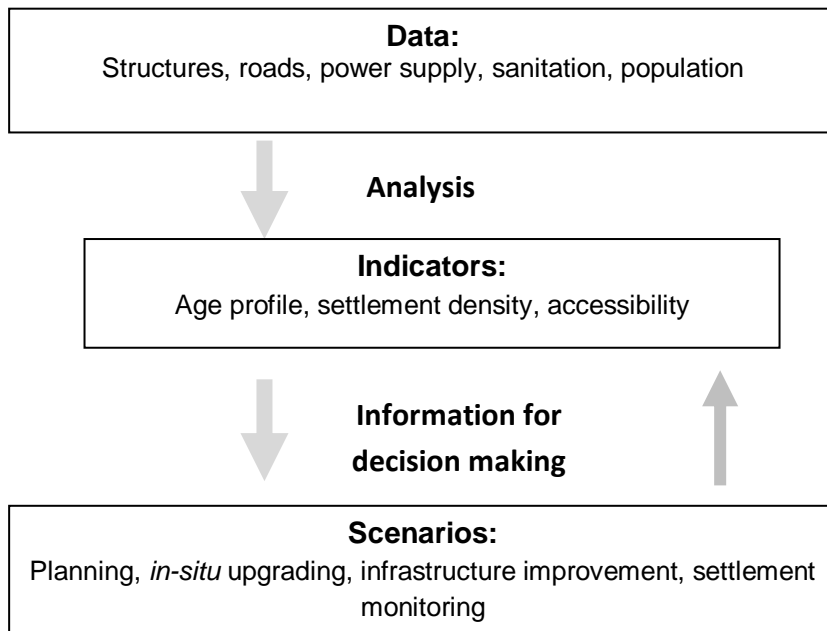 Data:
Structures, roads, power supply, sanitation, population
Analysis
Indicators:
Age profile, settlement density, accessibility
Information for
decision making
Scenarios:
Planning, in-situ upgrading, infrastructure improvement, settlement
monitoring